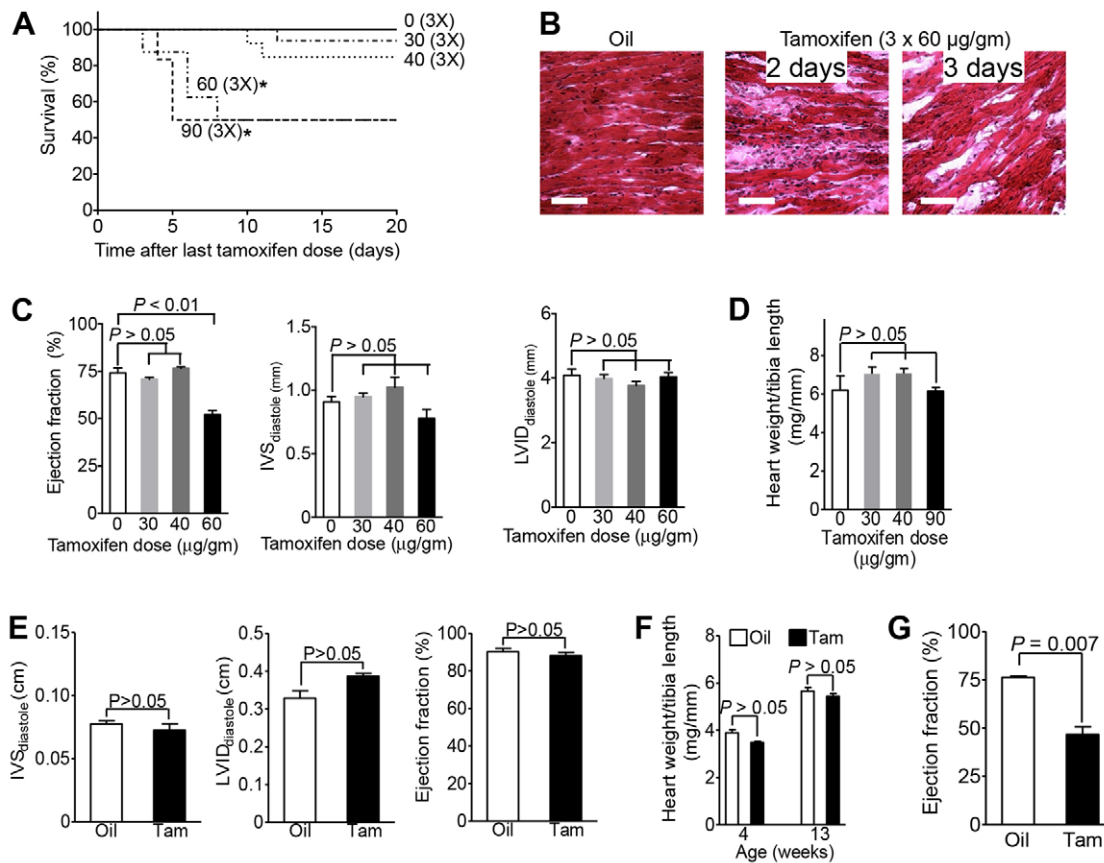 A
Survival (%)
100
80
60
40
20
0
0 (3X)
30 (3X)
40 (3X)
60 (3X)*
90 (3X)*
0 5 10 15 20
Time after last tamoxifen dose (days)
B
Oil
Tamoxifen (3 x 60 µg/gm)
2 days
3 days
C
Ejection fraction (%)
100
75
50
25
0
P < 0.01
P > 0.05
0 30 40 60
Tamoxifen dose (µg/gm)
IVSdiastole (mm)
1.5
1.0
0.5
0.0
P > 0.05
0 30 40 60
Tamoxifen dose (µg/gm)
LVIDdiastole (mm)
6
4
2
0
P > 0.05
0 30 40 60
Tamoxifen dose (µg/gm)
D
Heart weight/tibia length
(mg/mm)
8
6
4
2
0
P > 0.05
0 30 40 90
Tamoxifen dose
(µg/gm)
E
IVSdiastole (cm)
0.15
0.10
0.05
0
P>0.05
Oil Tam
LVIDdiastole (cm)
0.5
0.4
0.3
0.2
0.1
0
P>0.05
Oil Tam
Ejection fraction (%)
100
80
60
40
20
0
P>0.05
Oil Tam
F
Heart weight/tibia length
(mg/mm)
8
6
4
2
0
Oil Tam
P > 0.05
P > 0.05
4 13
Age (weeks)
G
Ejection fraction (%)
100
75
50
25
0
P = 0.007
Oil Tam